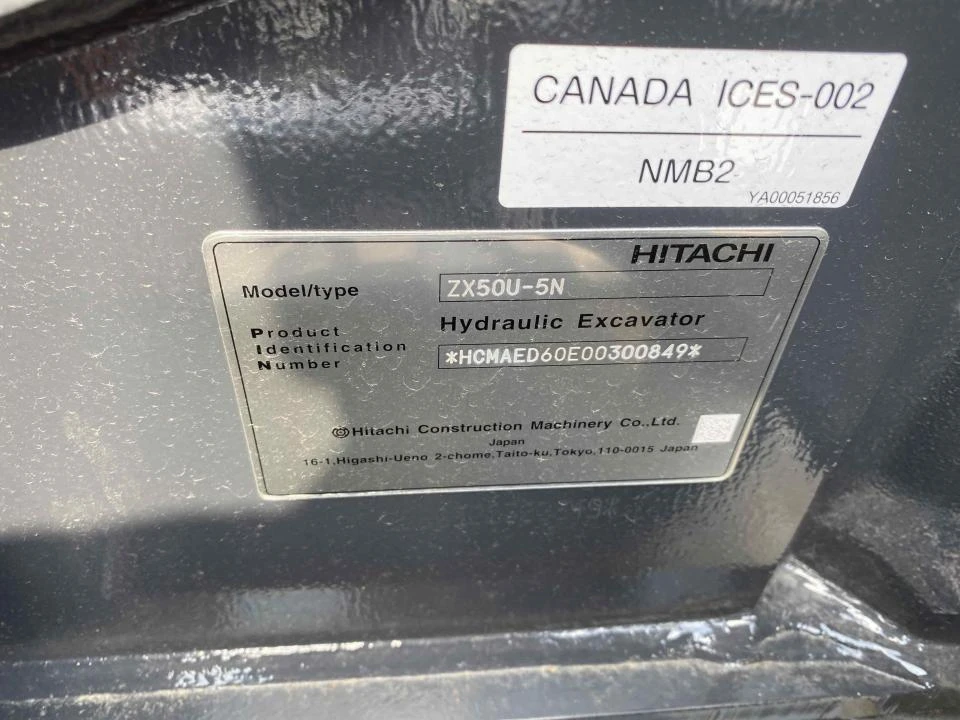 CANADA ICES-002
NMB2
YA00051856
HITACHI
Model/type ZX50U-5N
Hydraulic Excavator
Product
Identification
Number
*HCMAED60E00300849*
Hitachi Construction Machinery Co.,Ltd.
Japan
16-1,Higashi-Ueno 2-chome,Taito-ku,Tokyo,110-0015 Japan